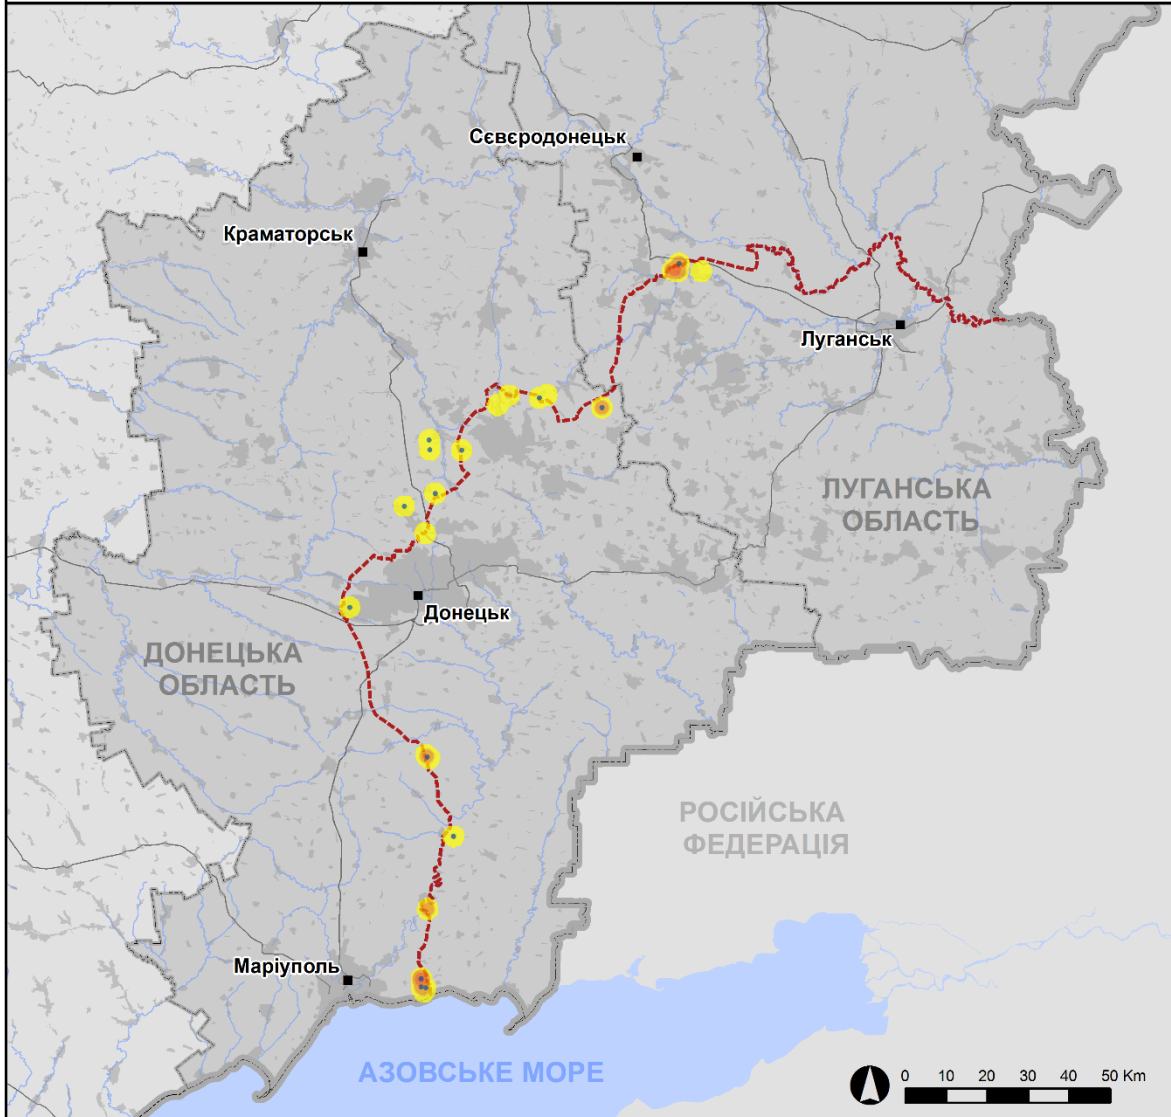 Сєвєродонецьк
Краматорськ
Луганськ
ЛУГАНСЬКА
ОБЛАСТЬ
Донецьк
ДОНЕЦЬКА
ОБЛАСТЬ
РОСІЙСЬКА
ФЕДЕРАЦІЯ
Маріуполь
АЗОВСЬКЕ МОРЕ
0 10 20 30 40 50 Km